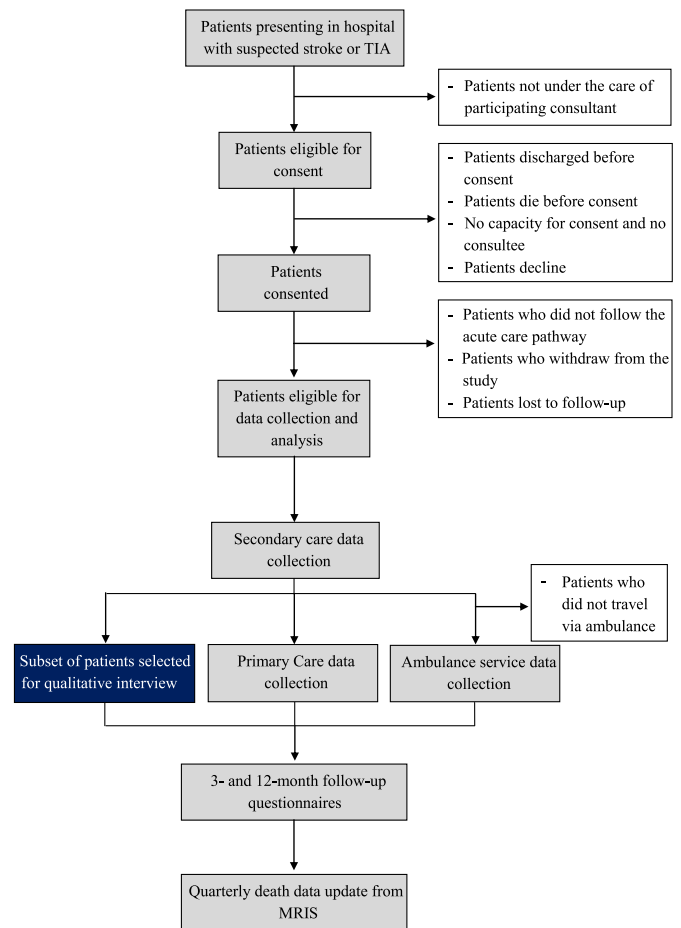 Patients presenting in hospital
with suspected stroke or TIA
- Patients not under the care of
participating consultant
Patients eligible for
consent
- Patients discharged before
consent
- Patients die before consent
- No capacity for consent and no
consultee
- Patients decline
Patients
consented
- Patients who did not follow the
acute care pathway
- Patients who withdraw from the
study
- Patients lost to follow-up
Patients eligible for
data collection and
analysis
Secondary care data
collection
- Patients who
did not travel
via ambulance
Subset of patients selected
for qualitative interview
Primary Care data
collection
Ambulance service data
collection
3- and 12-month follow-up
questionnaires
Quarterly death data update from
MRIS